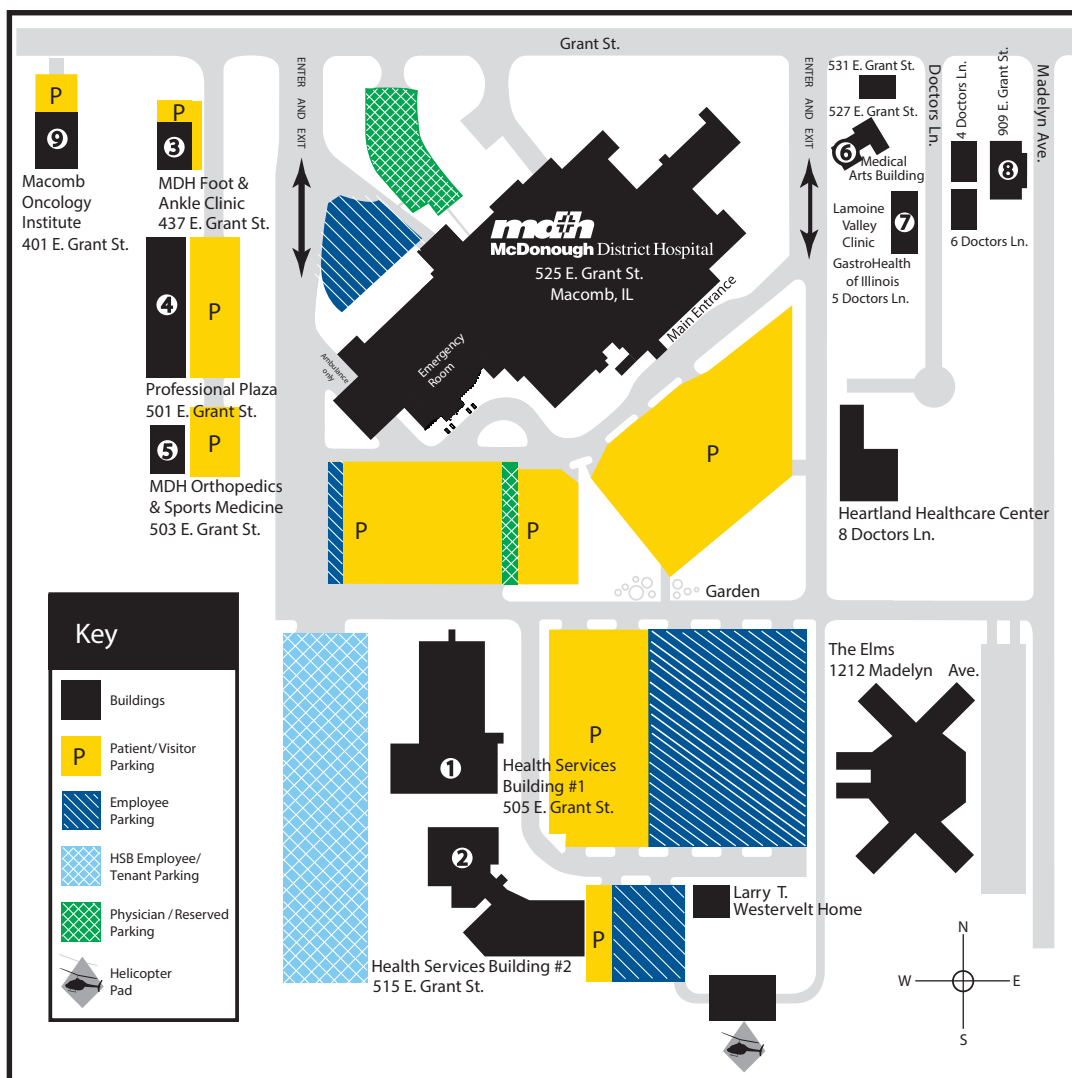 Grant St.
ENTER AND EXIT
ENTER AND EXIT
P
9
Macomb
Oncology
Institute
401 E. Grant St.
P
3
MDH Foot &
Ankle Clinic
437 E. Grant St.
4
P
Professional Plaza
501 E. Grant St.
5
P
MDH Orthopedics
& Sports Medicine
503 E. Grant St.
mdh
McDonough District Hospital
525 E. Grant St.
Macomb, IL
Main Entrance
Emergency
Room
Ambulance
only
531 E. Grant St.
527 E. Grant St.
6
Medical
Arts Building
Lamoine
Valley
Clinic
7
GastroHealth
of Illinois
5 Doctors Ln.
Doctors Ln.
4 Doctors Ln.
909 E. Grant St.
8
6 Doctors Ln.
Madelyn Ave.
P
P
P
Heartland Healthcare Center
8 Doctors Ln.
Garden
Key
Buildings
P
Patient/Visitor
Parking
Employee
Parking
HSB Employee/
Tenant Parking
Physician / Reserved
Parking
Helicopter
Pad
1
Health Services
Building #1
505 E. Grant St.
P
2
Health Services Building #2
515 E. Grant St.
P
Larry T.
Westervelt Home
The Elms
1212 Madelyn Ave.
N
W E
S